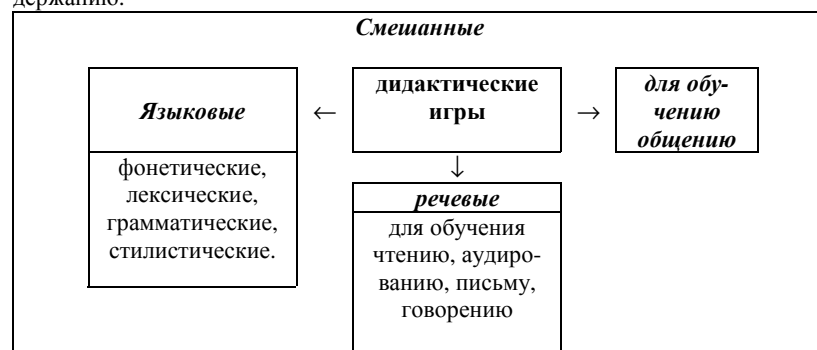 держанию.
Смешанные
Языковые ← дидактические игры → для обу-
чению
общению
фонетические,
лексические,
грамматические,
стилистические.
↓
речевые
для обучения
чтению, аудиро-
ванию, письму,
говорению